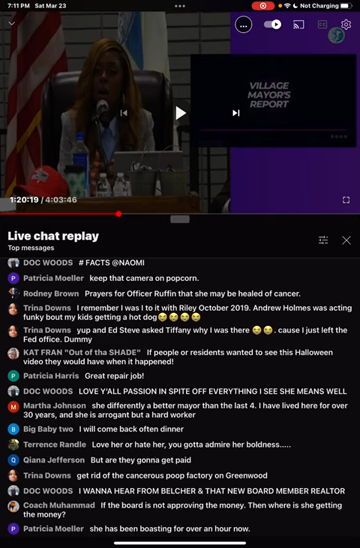 7:11 PM Sat Mar 23
Not Charging
VILLAGE
MAYOR'S
REPORT
1:20:19 / 4:03:46
Live chat replay
Top messages
DOC WOODS # FACTS @NAOMI
P Patricia Moeller keep that camera on popcorn.
Rodney Brown Prayers for Officer Ruffin that she may be healed of cancer.
Trina Downs I remember I was I to it with Riley October 2019. Andrew Holmes was acting
funky bout my kids getting a hot dog😭😭😭😭
Trina Downs yup and Ed Steve asked Tiffany why I was there 😭😭. cause I just left the
Fed office. Dummy
KAT FRAN "Out of tha SHADE" If people or residents wanted to see this Halloween
video they would have when it happened!
P Patricia Harris Great repair job!
DOC WOODS LOVE Y'ALL PASSION IN SPITE OFF EVERYTHING I SEE SHE MEANS WELL
M Martha Johnson she differently a better mayor than the last 4. I have lived here for over
30 years, and she is arrogant but a hard worker
B Big Baby two I will come back often dinner
Terrence Randle Love her or hate her, you gotta admire her boldness.....
Q Qiana Jefferson But are they gonna get paid
Trina Downs get rid of the cancerous poop factory on Greenwood
DOC WOODS I WANNA HEAR FROM BELCHER & THAT NEW BOARD MEMBER REALTOR
Coach Muhammad If the board is not approving the money. Then where is she getting
the money?
P Patricia Moeller she has been boasting for over an hour now.